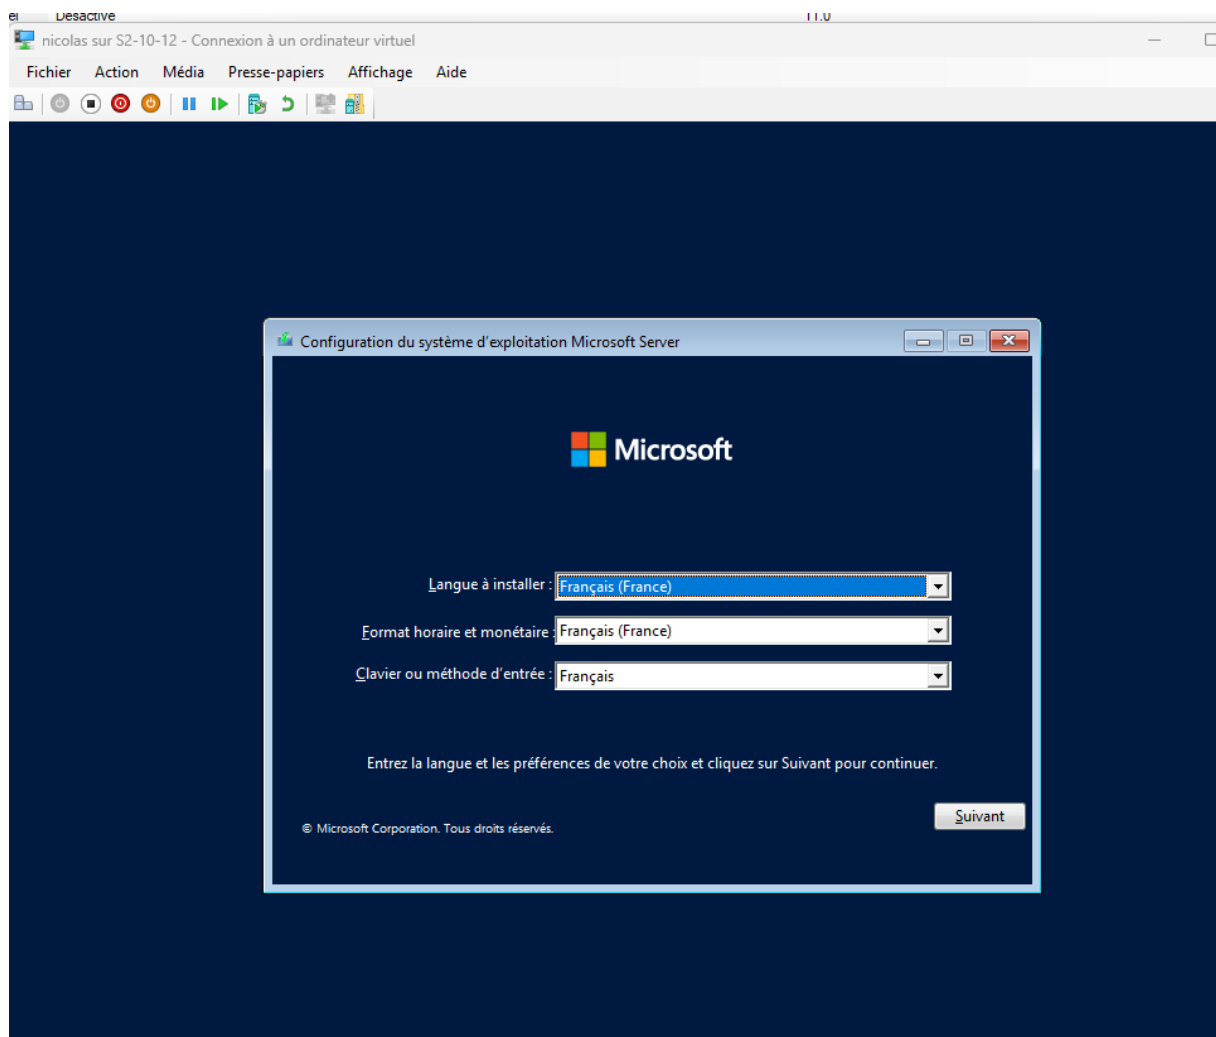 Désactivé 11.0
nicolas sur S2-10-12 - Connexion à un ordinateur virtuel
Fichier Action Média Presse-papiers Affichage Aide
Configuration du système d'exploitation Microsoft Server
Microsoft
Langue à installer : Français (France)
Format horaire et monétaire : Français (France)
Clavier ou méthode d'entrée : Français
Entrez la langue et les préférences de votre choix et cliquez sur Suivant pour continuer.
Suivant
© Microsoft Corporation. Tous droits réservés.